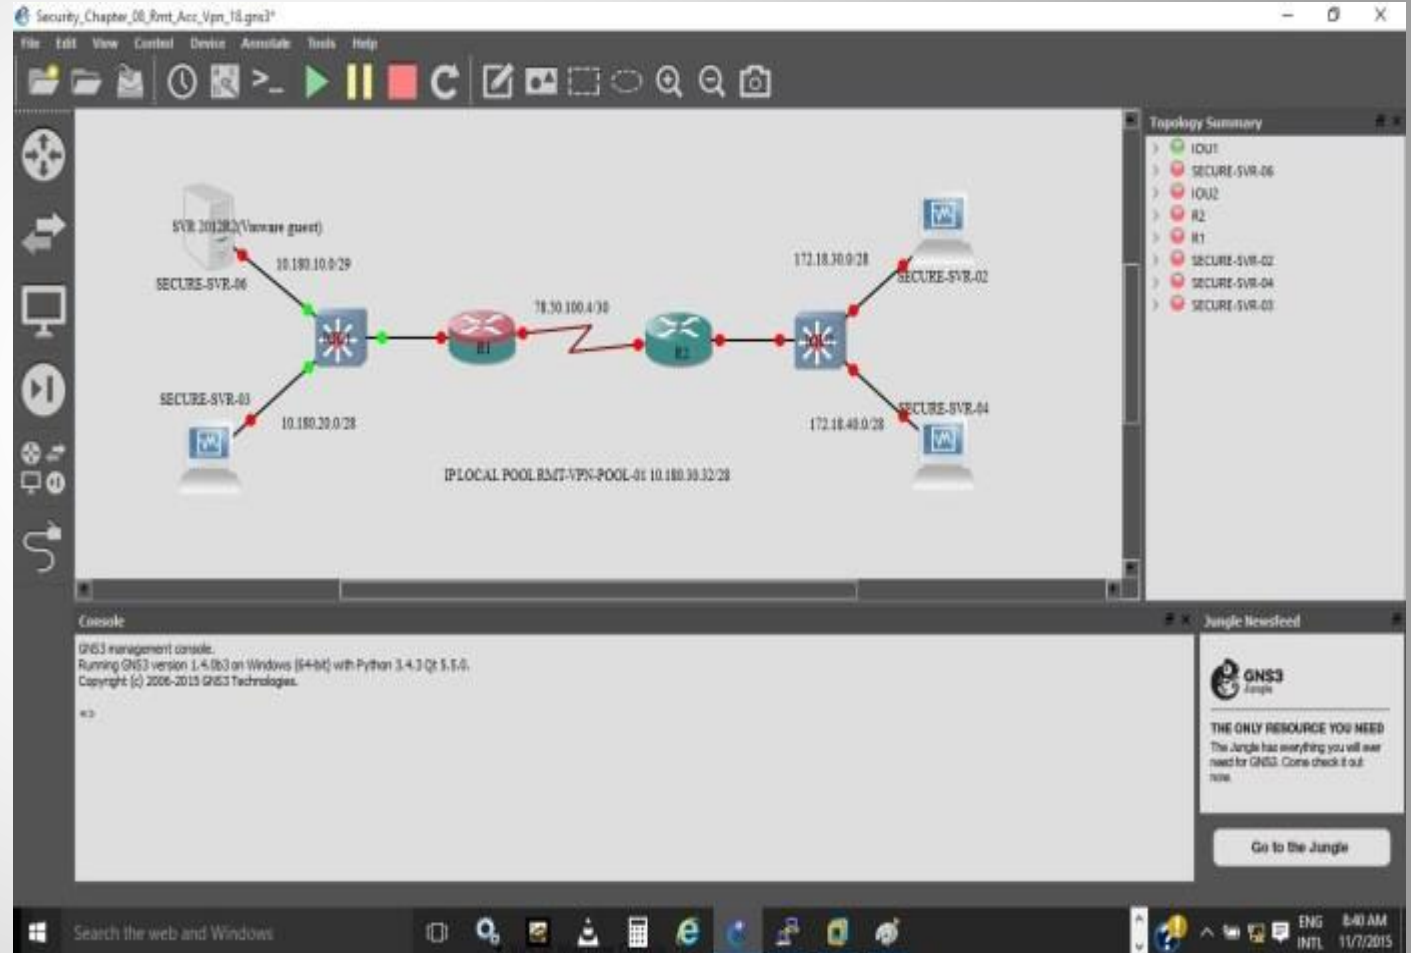 Security_Chapter_08_Rmt_Acc_Vpn_18.gns3*
File Edit View Control Device Annotate Tools Help
Topology Summary
IOU1
SECURE-SVR-06
IOU2
R2
R1
SECURE-SVR-02
SECURE-SVR-04
SECURE-SVR-03
SVR 2012R2(Vmware guest)
10.180.10.0/29
SECURE-SVR-06
172.18.30.0/28
SECURE-SVR-02
78.30.100.4/30
R1
R2
SECURE-SVR-03
10.180.20.0/28
SECURE-SVR-04
172.18.40.0/28
IP LOCAL POOL RMT-VPN-POOL-01 10.180.30.32/28
Console
GNS3 management console.
Running GNS3 version 1.4.0b3 on Windows (64-bit) with Python 3.4.3 Qt 5.5.0.
Copyright (c) 2006-2015 GNS3 Technologies.
=>
Jungle Newsfeed
GNS3
Jungle
THE ONLY RESOURCE YOU NEED
The Jungle has everything you will ever
need for GNS3. Come check it out
now.
Go to the Jungle
Search the web and Windows
ENG
INTL
8:40 AM
11/7/2015